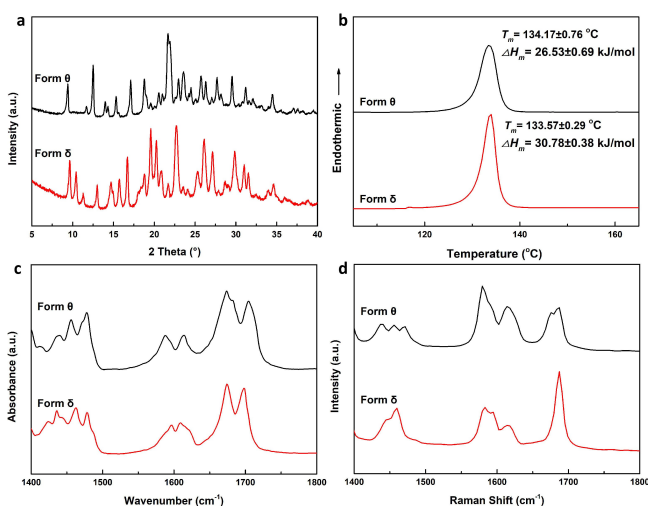 a
Form θ
Form δ
Intensity (a.u.)
5 10 15 20 25 30 35 40
2 Theta (°)
b
Tm= 134.17±0.76 °C
ΔHm= 26.53±0.69 kJ/mol
Form θ
Tm= 133.57±0.29 °C
ΔHm= 30.78±0.38 kJ/mol
Form δ
Endothermic
120 140 160
Temperature (°C)
c
Form θ
Form δ
Absorbance (a.u.)
1400 1500 1600 1700 1800
Wavenumber (cm⁻¹)
d
Form θ
Form δ
Intensity (a.u.)
1400 1500 1600 1700 1800
Raman Shift (cm⁻¹)